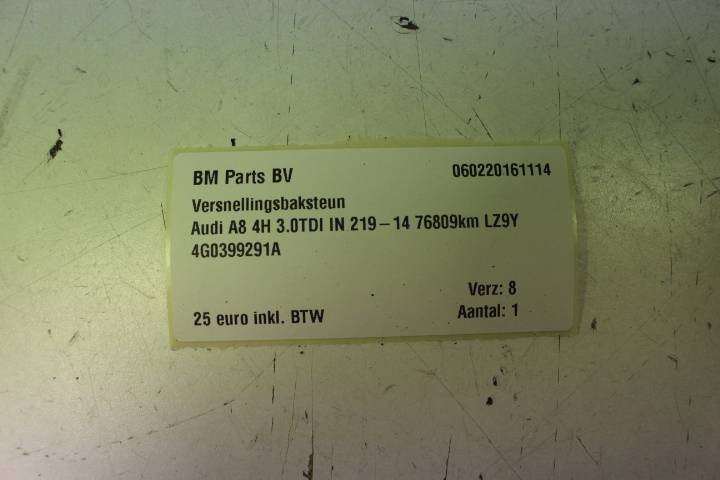 BM Parts BV 060220161114
Versnellingsbaksteun
Audi A8 4H 3.0TDI IN 219-14 76809km LZ9Y
4G0399291A
Verz: 8
25 euro inkl. BTW Aantal: 1